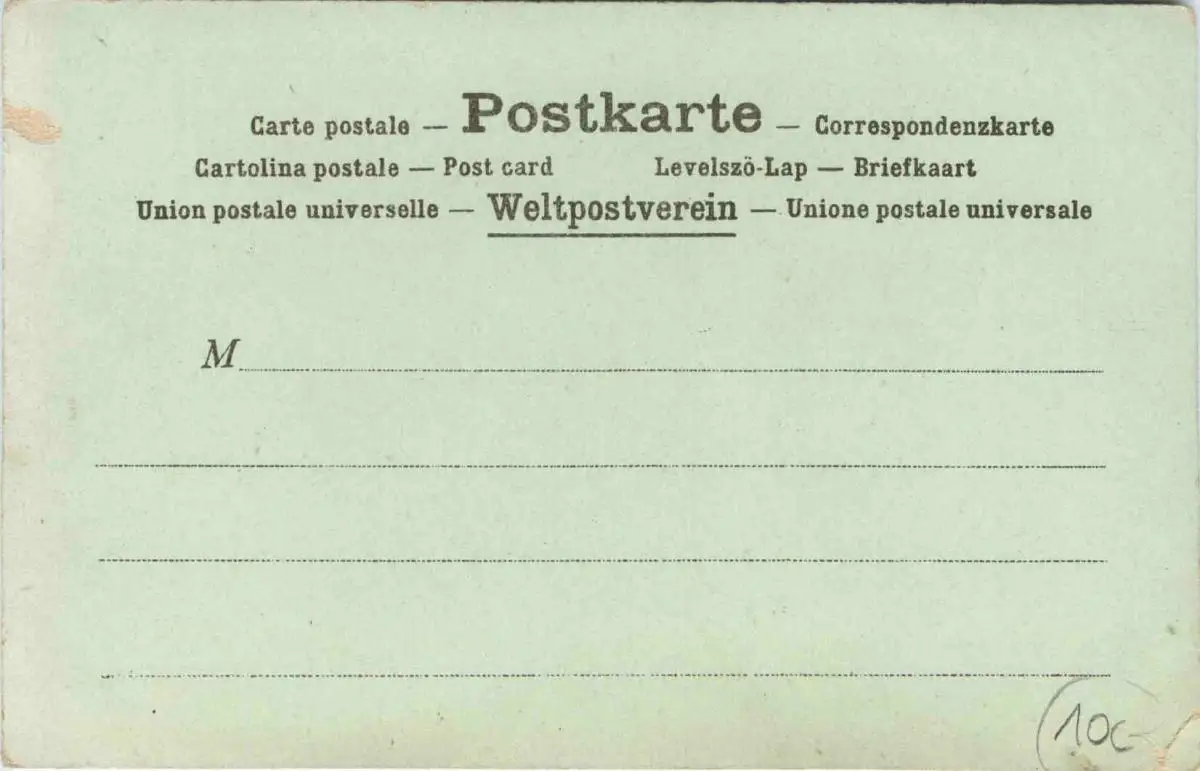 Carte postale — Postkarte — Correspondenzkarte
Cartolina postale — Post card Levelszö-Lap — Briefkaart
Union postale universelle — Weltpostverein — Unione postale universale
M
10c-